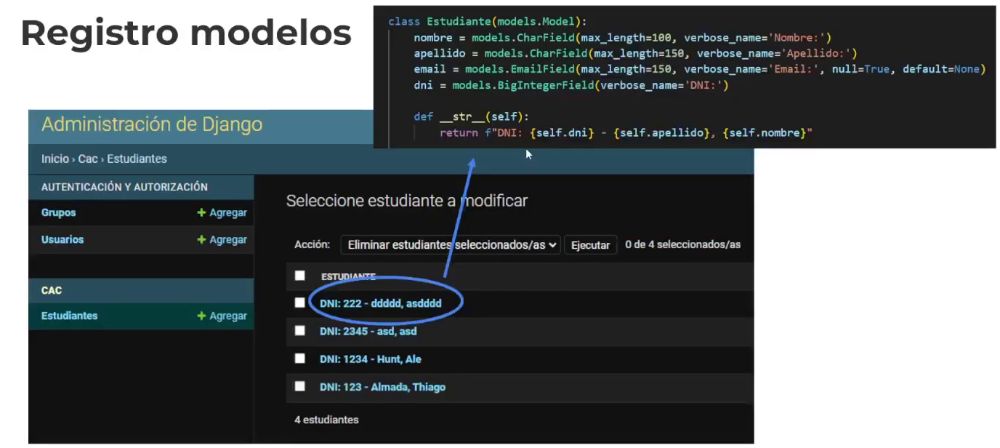 Registro modelos
class Estudiante(models.Model):
nombre = models.CharField(max_length=100, verbose_name='Nombre:')
apellido = models.CharField(max_length=150, verbose_name='Apellido:')
email = models.EmailField(max_length=150, verbose_name='Email:', null=True, default=None)
dni = models.BigIntegerField(verbose_name='DNI:')
def __str__(self):
return f"DNI: {self.dni} - {self.apellido}, {self.nombre}"
Administración de Django
Inicio › Cac › Estudiantes
AUTENTICACIÓN Y AUTORIZACIÓN
Grupos + Agregar
Usuarios + Agregar
CAC
Estudiantes + Agregar
Seleccione estudiante a modificar
Acción: Eliminar estudiantes seleccionados/as Ejecutar 0 de 4 seleccionados/as
ESTUDIANTE
DNI: 222 - ddddd, asdddd
DNI: 2345 - asd, asd
DNI: 1234 - Hunt, Ale
DNI: 123 - Almada, Thiago
4 estudiantes